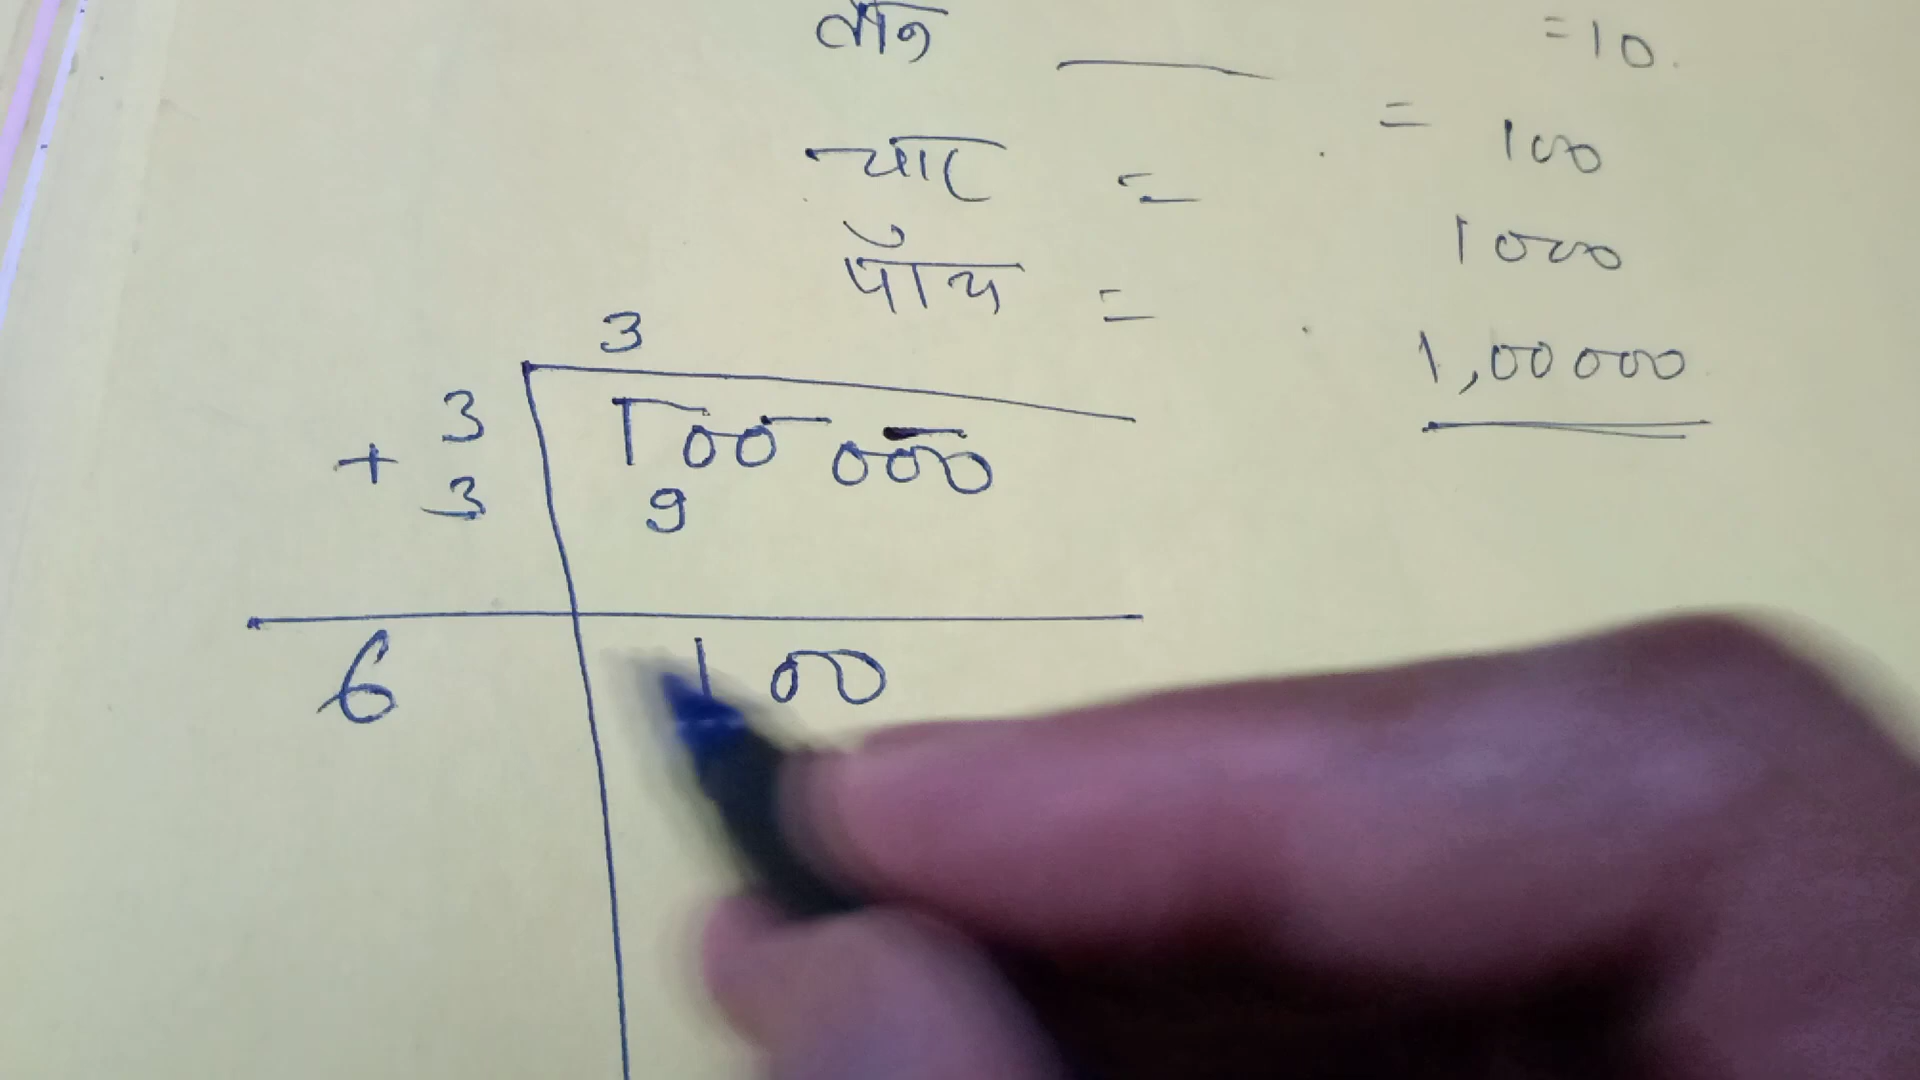 तीन =10.
= 100
चार = 1000
पाँच = 1,00000
3
3 100000
+ 3 9
6 100